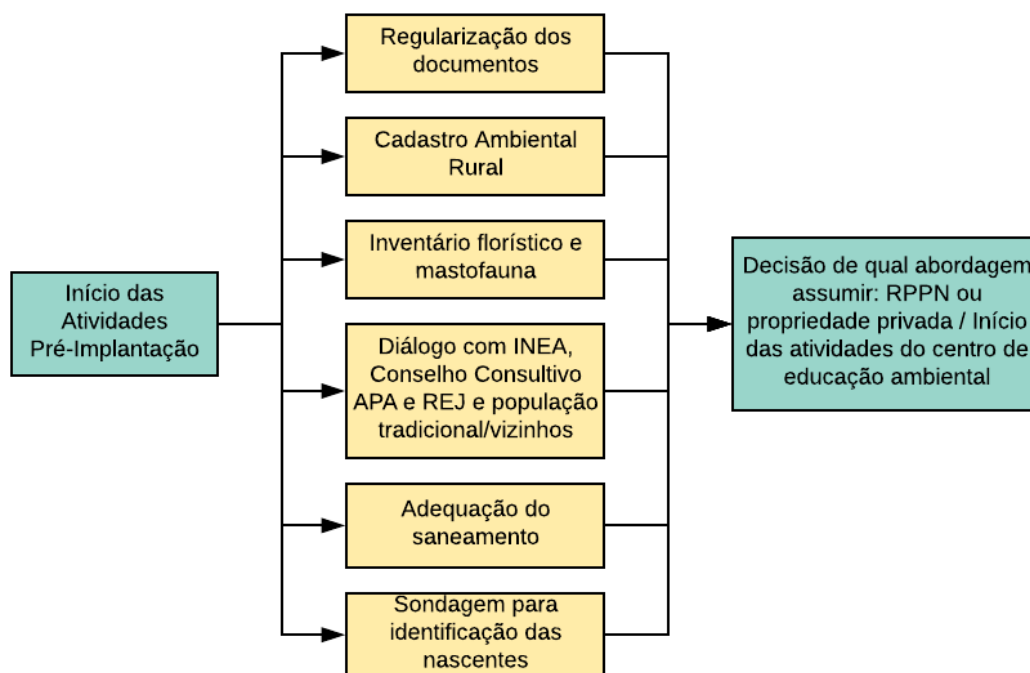 Regularização dos
documentos
Cadastro Ambiental
Rural
Inventário florístico e
mastofauna
Início das
Atividades
Pré-Implantação
Diálogo com INEA,
Conselho Consultivo
APA e REJ e população
tradicional/vizinhos
Adequação do
saneamento
Sondagem para
identificação das
nascentes
Decisão de qual abordagem
assumir: RPPN ou
propriedade privada / Início
das atividades do centro de
educação ambiental